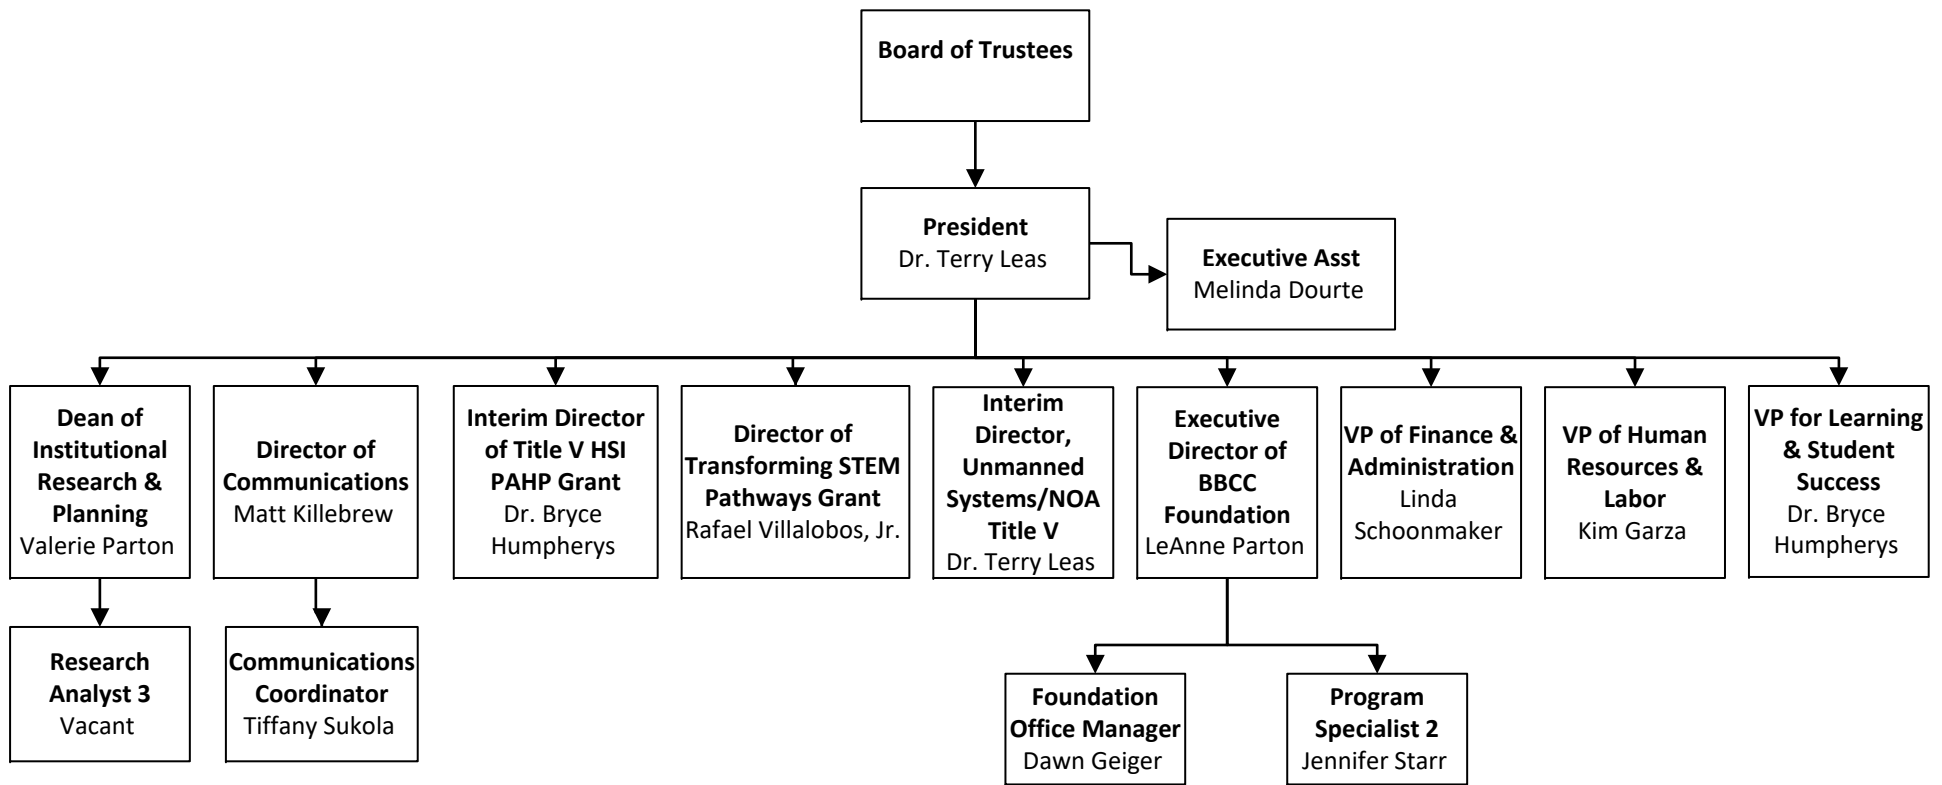 Board of Trustees
President
Dr. Terry Leas
Executive Asst
Melinda Dourte
Dean of
Institutional
Research &
Planning
Valerie Parton
Director of
Communications
Matt Killebrew
Interim Director
of Title V HSI
PAHP Grant
Dr. Bryce
Humpherys
Director of
Transforming STEM
Pathways Grant
Rafael Villalobos, Jr.
Interim
Director,
Unmanned
Systems/NOA
Title V
Dr. Terry Leas
Executive
Director of
BBCC
Foundation
LeAnne Parton
VP of Finance &
Administration
Linda
Schoonmaker
VP of Human
Resources &
Labor
Kim Garza
VP for Learning
& Student
Success
Dr. Bryce
Humpherys
Research
Analyst 3
Vacant
Communications
Coordinator
Tiffany Sukola
Foundation
Office Manager
Dawn Geiger
Program
Specialist 2
Jennifer Starr